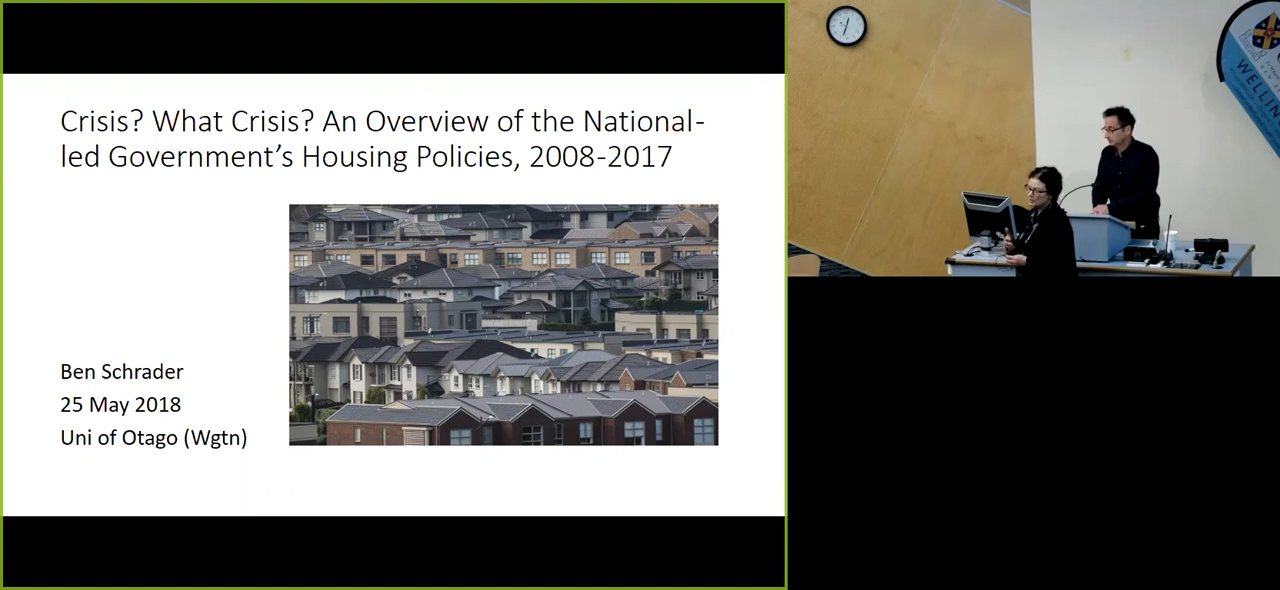 Crisis? What Crisis? An Overview of the National-
led Government’s Housing Policies, 2008-2017
Ben Schrader
25 May 2018
Uni of Otago (Wgtn)